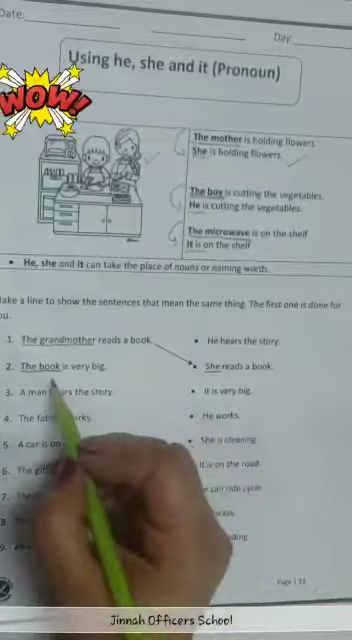 Date:
Day:
Using he, she and it (Pronoun)
WOW!
The mother is holding flowers.
She is holding flowers.
The boy is cutting the vegetables.
He is cutting the vegetables.
The microwave is on the shelf
It is on the shelf
• He, she and it can take the place of nouns or naming words.
ake a line to show the sentences that mean the same thing. The first one is done for
ou.
1. The grandmother reads a book. • He hears the story.
2. The book is very big. • She reads a book.
3. A man the story. • It is very big.
4. The • He works.
5. A car is on • She is cleaning
6. The It is on the road
7. can ride cycle
8.
9.
Page | 11
Jinnah Officers School